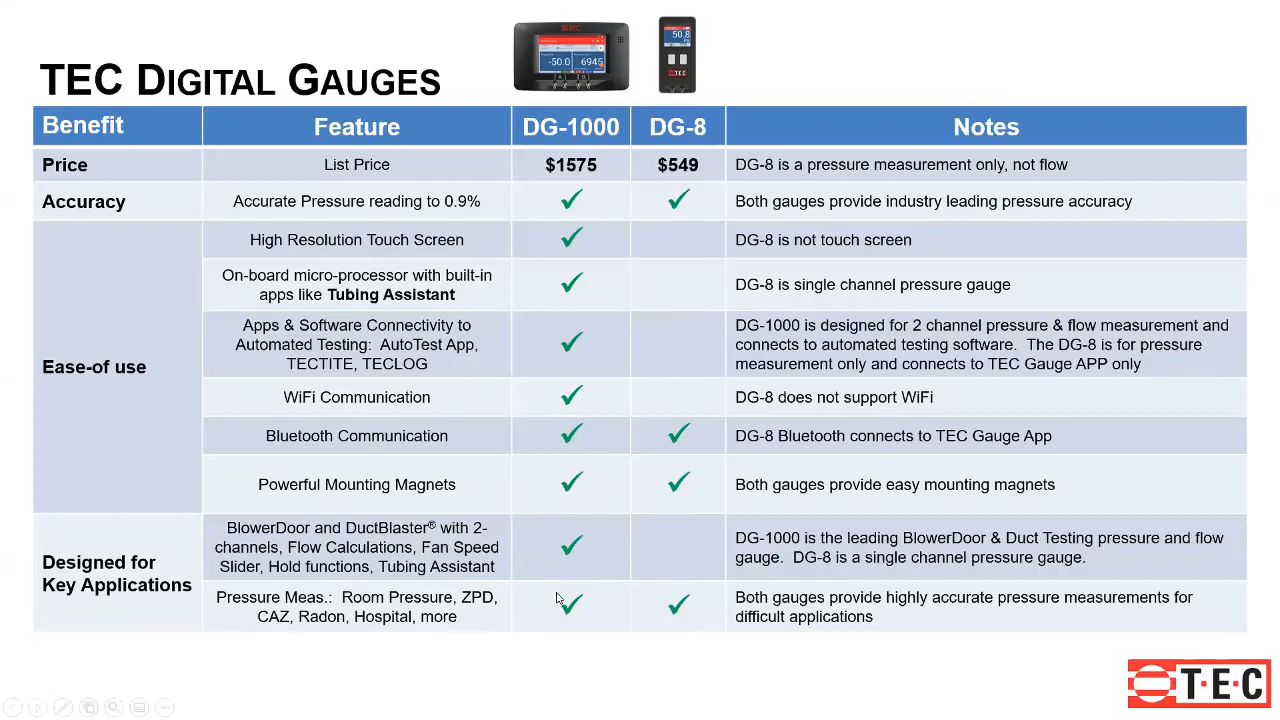 TEC
-50.0
6945
50.8
Pa
TEC
TEC DIGITAL GAUGES
Benefit
Feature
DG-1000
DG-8
Notes
Price
List Price
$1575
$549
DG-8 is a pressure measurement only, not flow
Accuracy
Accurate Pressure reading to 0.9%
✓
✓
Both gauges provide industry leading pressure accuracy
Ease-of use
High Resolution Touch Screen
✓
DG-8 is not touch screen
On-board micro-processor with built-in
apps like Tubing Assistant
✓
DG-8 is single channel pressure gauge
Apps & Software Connectivity to
Automated Testing: AutoTest App,
TECTITE, TECLOG
✓
DG-1000 is designed for 2 channel pressure & flow measurement and
connects to automated testing software. The DG-8 is for pressure
measurement only and connects to TEC Gauge APP only
WiFi Communication
✓
DG-8 does not support WiFi
Bluetooth Communication
✓
✓
DG-8 Bluetooth connects to TEC Gauge App
Powerful Mounting Magnets
✓
✓
Both gauges provide easy mounting magnets
Designed for
Key Applications
BlowerDoor and DuctBlaster® with 2-
channels, Flow Calculations, Fan Speed
Slider, Hold functions, Tubing Assistant
✓
DG-1000 is the leading BlowerDoor & Duct Testing pressure and flow
gauge. DG-8 is a single channel pressure gauge.
Pressure Meas.: Room Pressure, ZPD,
CAZ, Radon, Hospital, more
✓
✓
Both gauges provide highly accurate pressure measurements for
difficult applications
T·E·C